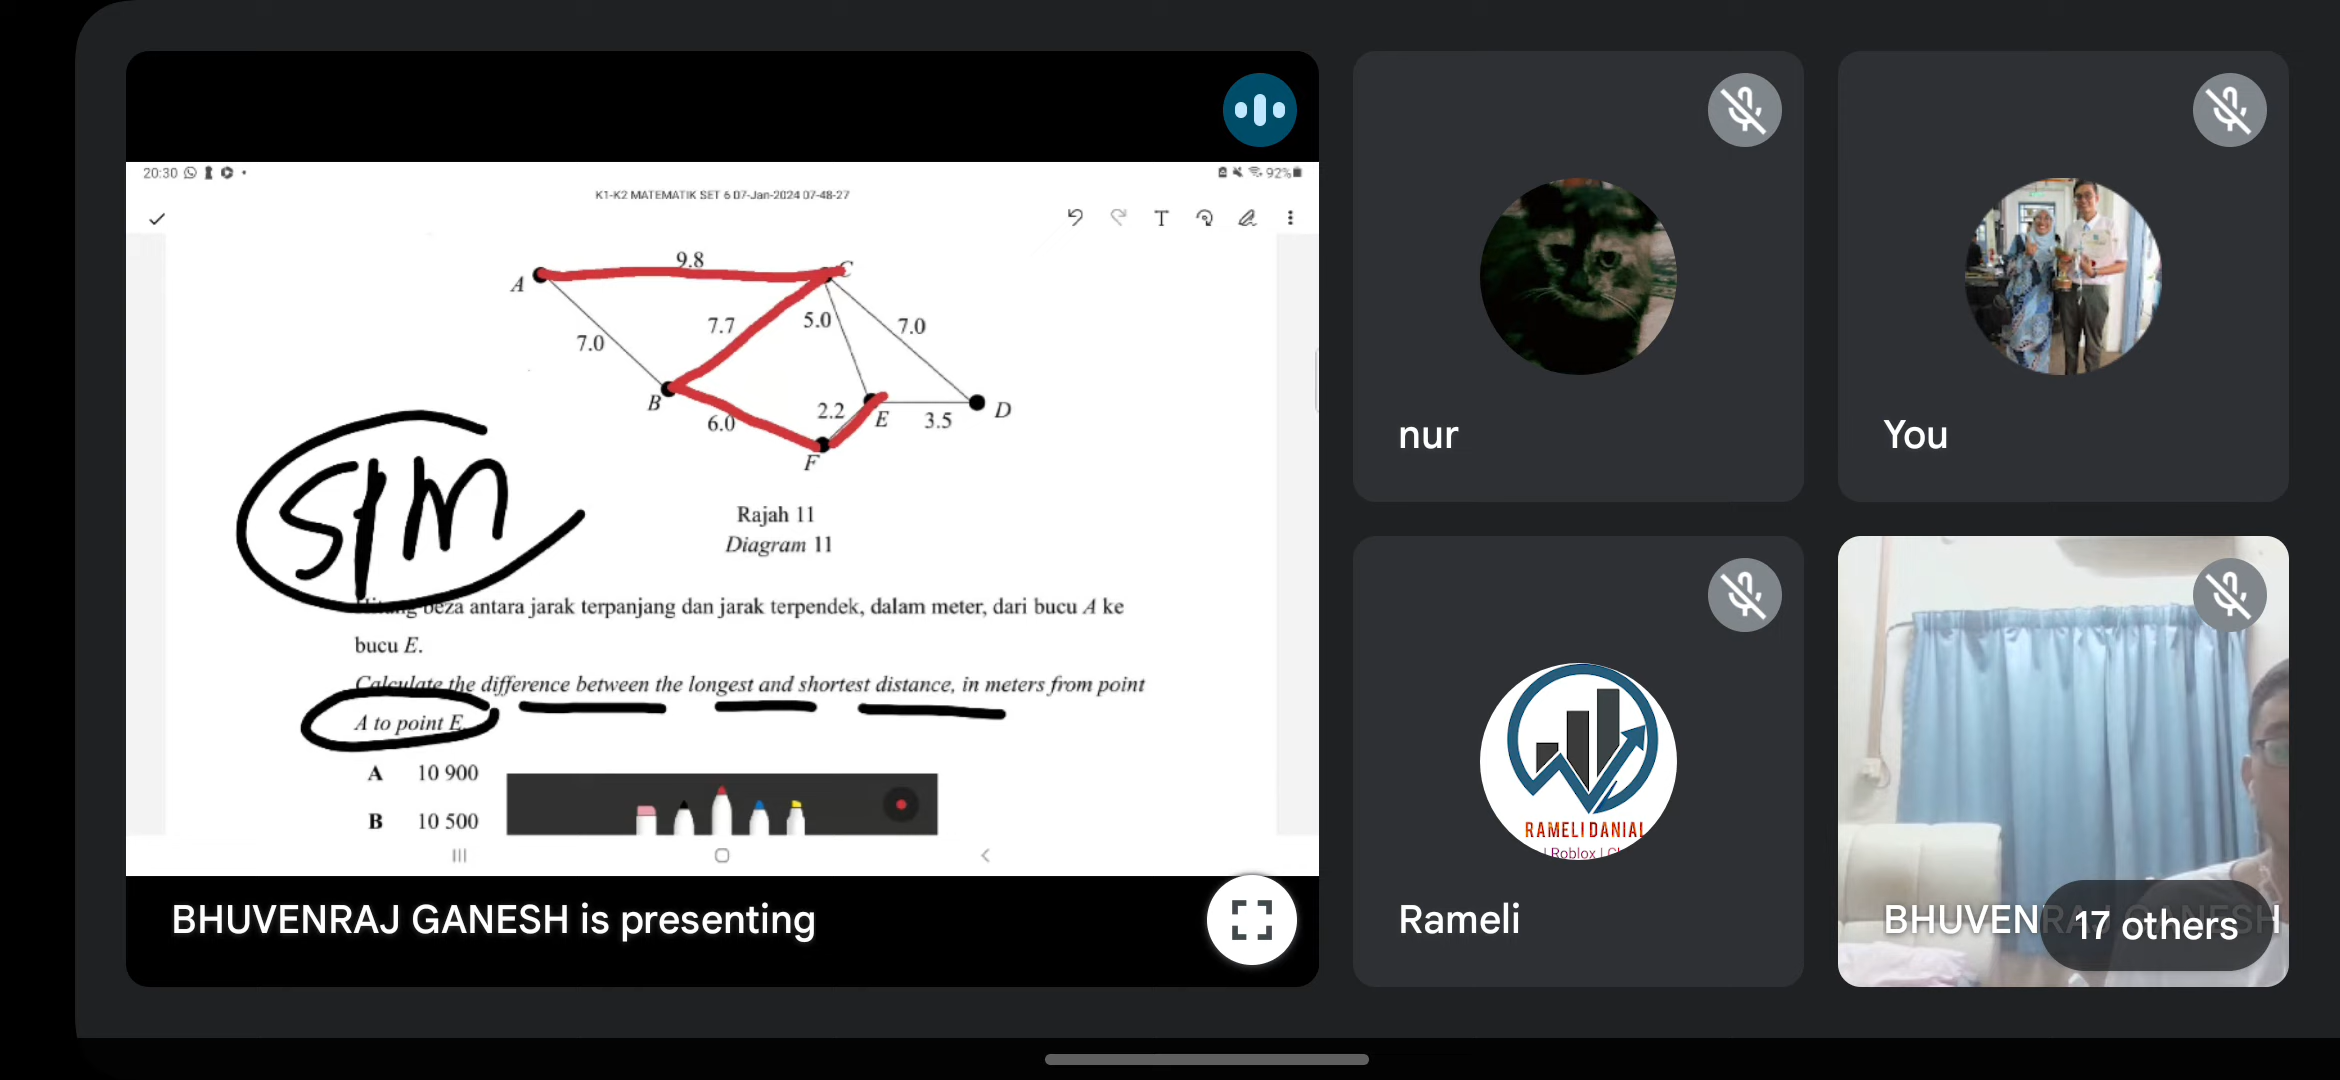 20:30
92%
K1-K2 MATEMATIK SET 6 07-Jan-2024 07-48-27
T
9.8
A
C
7.7
5.0
7.0
7.0
B
6.0
2.2
E
3.5
D
F
Rajah 11
Diagram 11
beza antara jarak terpanjang dan jarak terpendek, dalam meter, dari bucu A ke
bucu E.
Calculate the difference between the longest and shortest distance, in meters from point
A to point E.
A 10 900
B 10 500
BHUVENRAJ GANESH is presenting
nur
You
RAMELI DANIAL
| Roblox |
Rameli
BHUVENRAJ GANESH
17 others